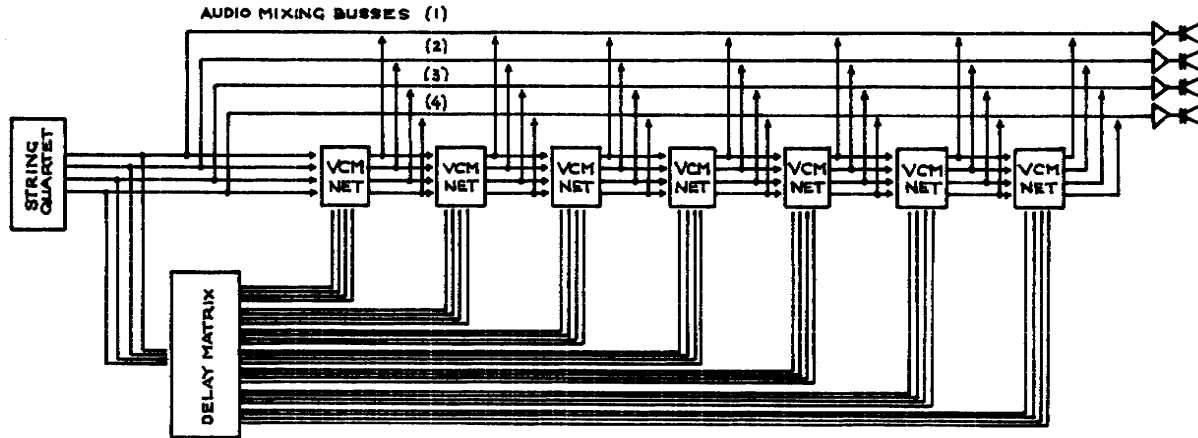 AUDIO MIXING BUSSES (1)
(2)
(3)
(4)
STRING
QUARTET
VCM
NET
VCM
NET
VCM
NET
VCM
NET
VCM
NET
VCM
NET
VCM
NET
DELAY MATRIX